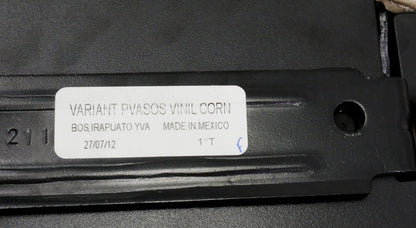 VARIANT PVASOS VINIL CORN
BOS,IRAPUATO YVA MADE IN MEXICO
27/07/12 1°T
211